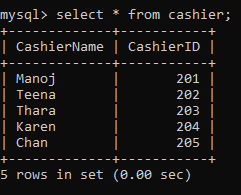 mysql> select * from cashier;
+-------------+-----------+
| CashierName | CashierID |
+-------------+-----------+
| Manoj       |       201 |
| Teena       |       202 |
| Thara       |       203 |
| Karen       |       204 |
| Chan        |       205 |
+-------------+-----------+
5 rows in set (0.00 sec)